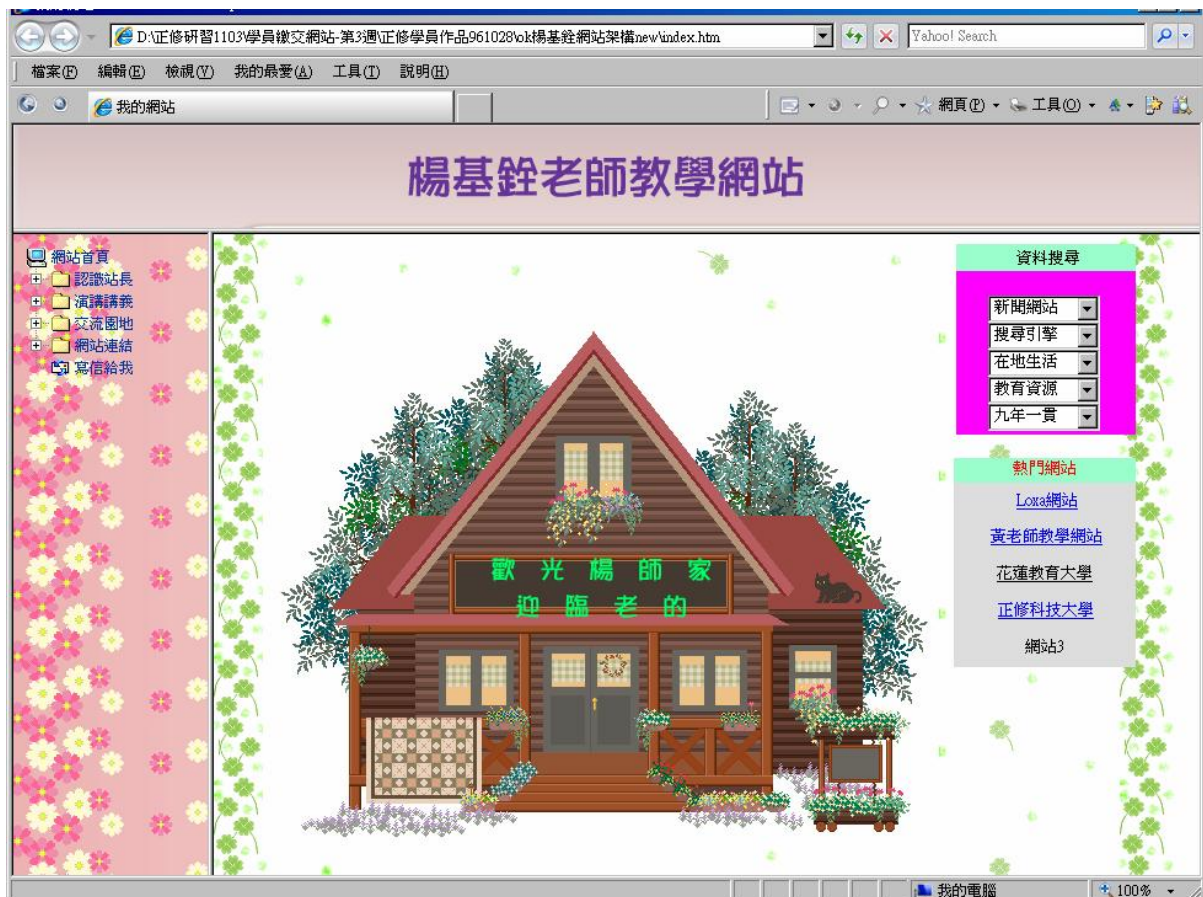 D:\正修研習1103\學員繳交網站-第3週\正修學員作品961028\ok楊基銓網站架構new\index.htm
Yahoo! Search
檔案(F) 編輯(E) 檢視(V) 我的最愛(A) 工具(T) 說明(H)
我的網站
網頁(P) 工具(O)
楊基銓老師教學網站
網站首頁
認識站長
演講講義
交流園地
網站連結
寫信給我
歡光楊師家
迎臨老的
資料搜尋
新聞網站
搜尋引擎
在地生活
教育資源
九年一貫
熱門網站
Loxa網站
黃老師教學網站
花蓮教育大學
正修科技大學
網站3
我的電腦
100%